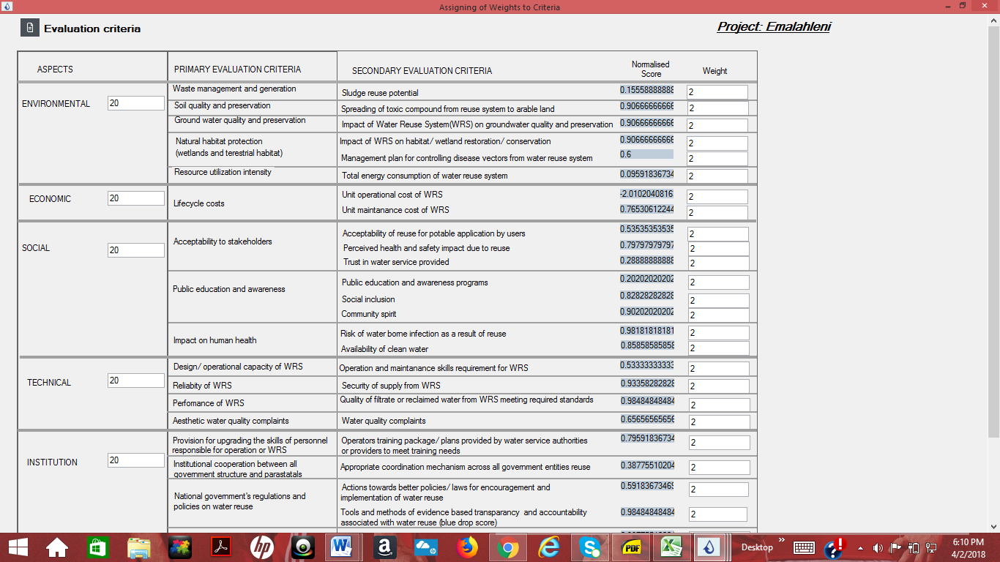 Assigning of Weights to Criteria
Evaluation criteria
Project: Emalahleni
ASPECTS
PRIMARY EVALUATION CRITERIA
SECONDARY EVALUATION CRITERIA
Normalised
Score
Weight
ENVIRONMENTAL
20
Waste management and generation
Sludge reuse potential
0.15558888888
2
Soil quality and preservation
Spreading of toxic compound from reuse system to arable land
0.90666666666
2
Ground water quality and preservation
Impact of Water Reuse System(WRS) on groundwater quality and preservation
0.90666666666
2
Natural habitat protection
(wetlands and terestrial habitat)
Impact of WRS on habitat/ wetland restoration/ conservation
0.90666666666
2
Management plan for controlling disease vectors from water reuse system
0.6
2
Resource utilization intensity
Total energy consumption of water reuse system
0.09591836734
2
ECONOMIC
20
Lifecycle costs
Unit operational cost of WRS
-2.0102040816
2
Unit maintanance cost of WRS
0.76530612244
2
SOCIAL
20
Acceptability to stakeholders
Acceptability of reuse for potable application by users
0.53535353535
2
Perceived health and safety impact due to reuse
0.79797979797
2
Trust in water service provided
0.28888888888
2
Public education and awareness
Public education and awareness programs
0.20202020202
2
Social inclusion
0.82828282828
2
Community spirit
0.90202020202
2
Impact on human health
Risk of water borne infection as a result of reuse
0.98181818181
2
Availability of clean water
0.85858585858
2
TECHNICAL
20
Design/ operational capacity of WRS
Operation and maintanance skills requirement for WRS
0.53333333333
2
Reliabity of WRS
Security of supply from WRS
0.93358282828
2
Perfomance of WRS
Quality of filtrate or reclaimed water from WRS meeting required standards
0.98484848484
2
Aesthetic water quality complaints
Water quality complaints
0.65656565656
2
INSTITUTION
20
Provision for upgrading the skills of personnel
responsible for operation or WRS
Operators training package/ plans provided by water service authorities
or providers to meet training needs
0.79591836734
2
Institutional cooperation between all
government structure and parastatals
Appropriate coordination mechanism across all government entities reuse
0.38775510204
2
National government's regulations and
policies on water reuse
Actions towards better policies/ laws for encouragement and
implementation of water reuse
0.59183673469
2
Tools and methods of evidence based transparancy and accountability
associated with water reuse (blue drop score)
0.98484848484
2
Desktop
6:10 PM
4/2/2018